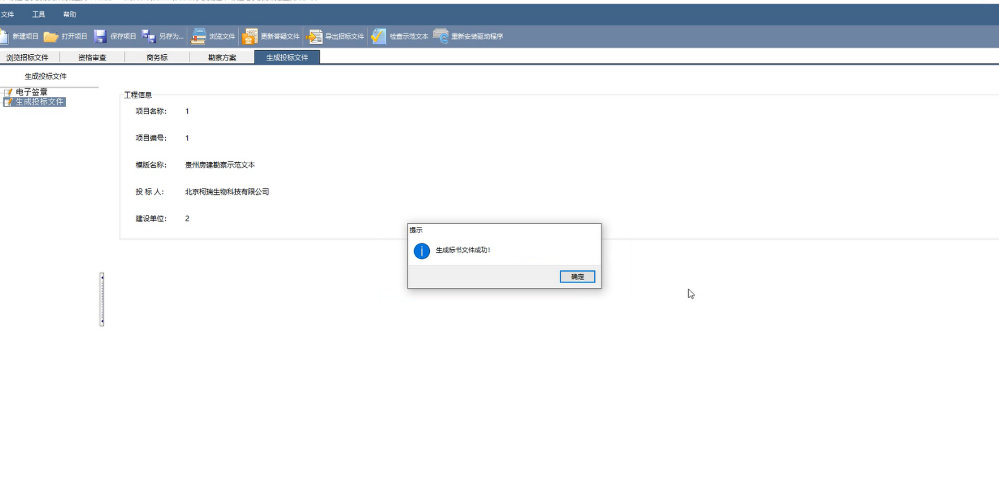 文件 工具 帮助
新建项目 打开项目 保存项目 另存为... 浏览文件 更新答疑文件 导出招标文件 检查示范文本 重新安装驱动程序
浏览招标文件 资格审查 商务标 勘察方案 生成投标文件
生成投标文件
电子签章
生成投标文件
工程信息
项目名称: 1
项目编号: 1
模版名称: 贵州房建勘察示范文本
投 标 人: 北京柯瑞生物科技有限公司
建设单位: 2
提示
生成标书文件成功!
确定